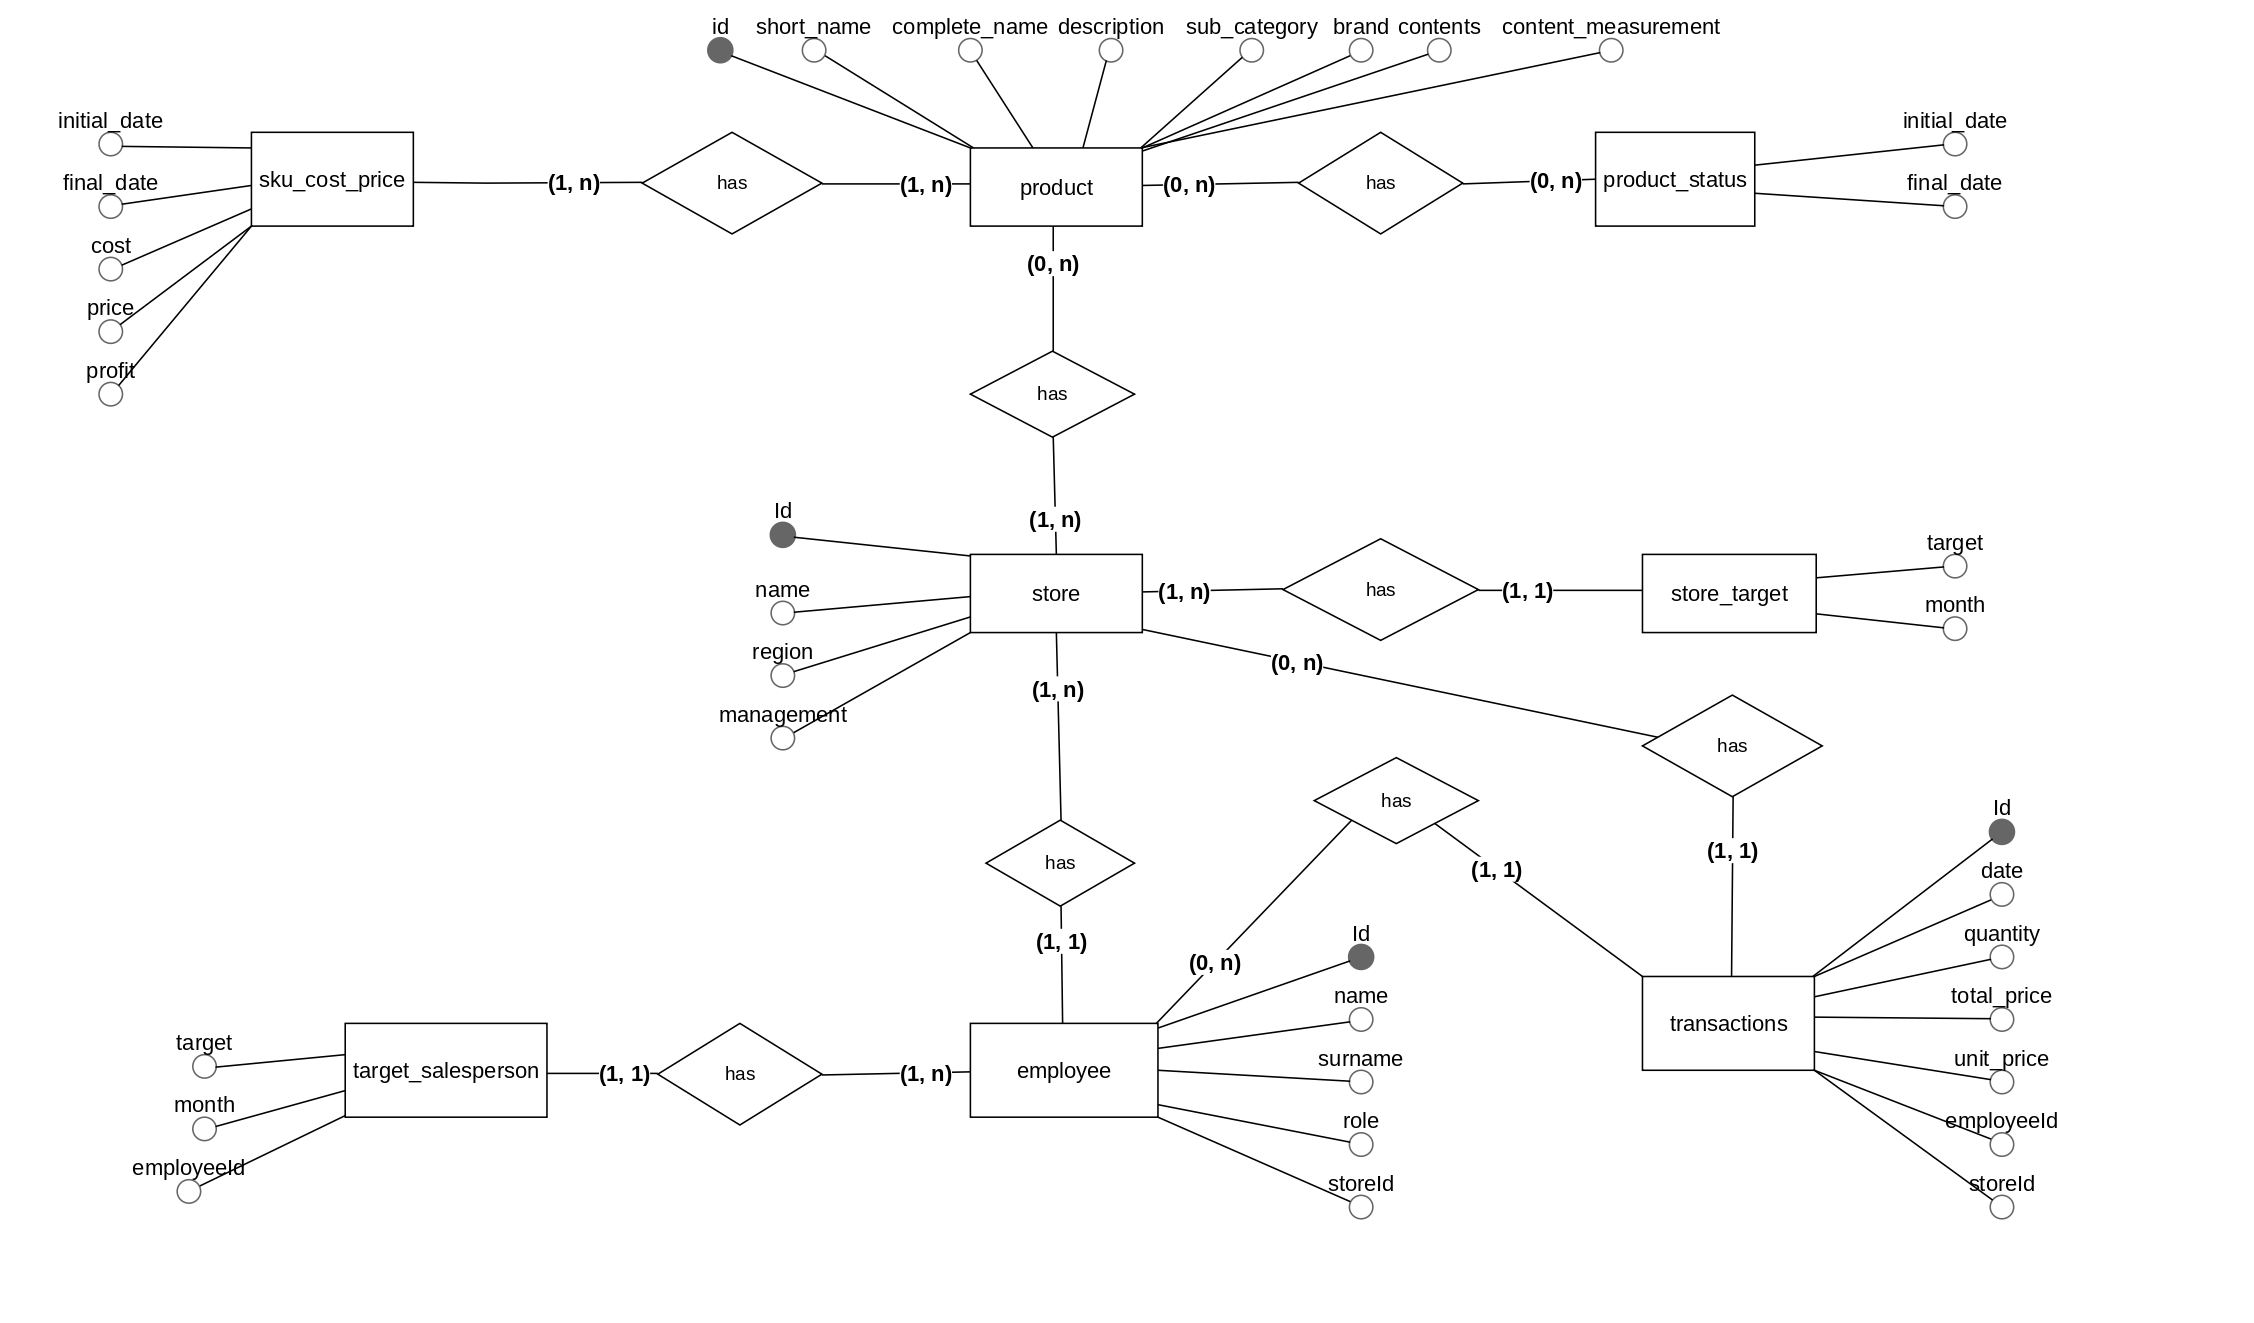 id short_name complete_name description sub_category brand contents content_measurement
initial_date
final_date
cost
price
profit
sku_cost_price
(1, n)
has
(1, n)
product
(0, n)
has
(0, n)
product_status
initial_date
final_date
(0, n)
has
(1, n)
Id
name
region
management
store
(1, n)
has
(1, 1)
store_target
target
month
(0, n)
has
(1, 1)
(1, n)
has
(1, 1)
has
(1, 1)
(0, n)
target
month
employeeId
target_salesperson
(1, 1)
has
(1, n)
employee
Id
name
surname
role
storeId
transactions
Id
date
quantity
total_price
unit_price
employeeId
storeId